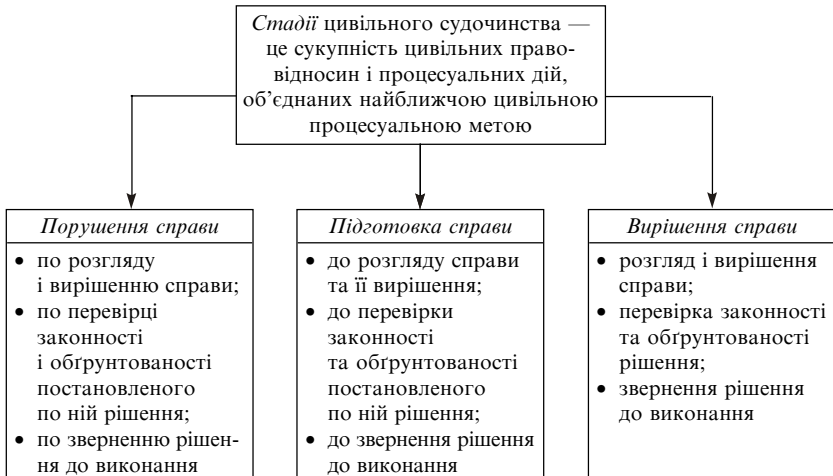 Стадії цивільного судочинства —
це сукупність цивільних право-
відносин і процесуальних дій,
об’єднаних найближчою цивільною
процесуальною метою
Порушення справи
• по розгляду
і вирішенню справи;
• по перевірці
законності
і обґрунтованості
постановленого
по ній рішення;
• по зверненню рішен-
ня до виконання
Підготовка справи
• до розгляду справи
та її вирішення;
• до перевірки
законності
та обґрунтованості
постановленого
по ній рішення;
• до звернення рішення
до виконання
Вирішення справи
• розгляд і вирішення
справи;
• перевірка законності
та обґрунтованості
рішення;
• звернення рішення
до виконання